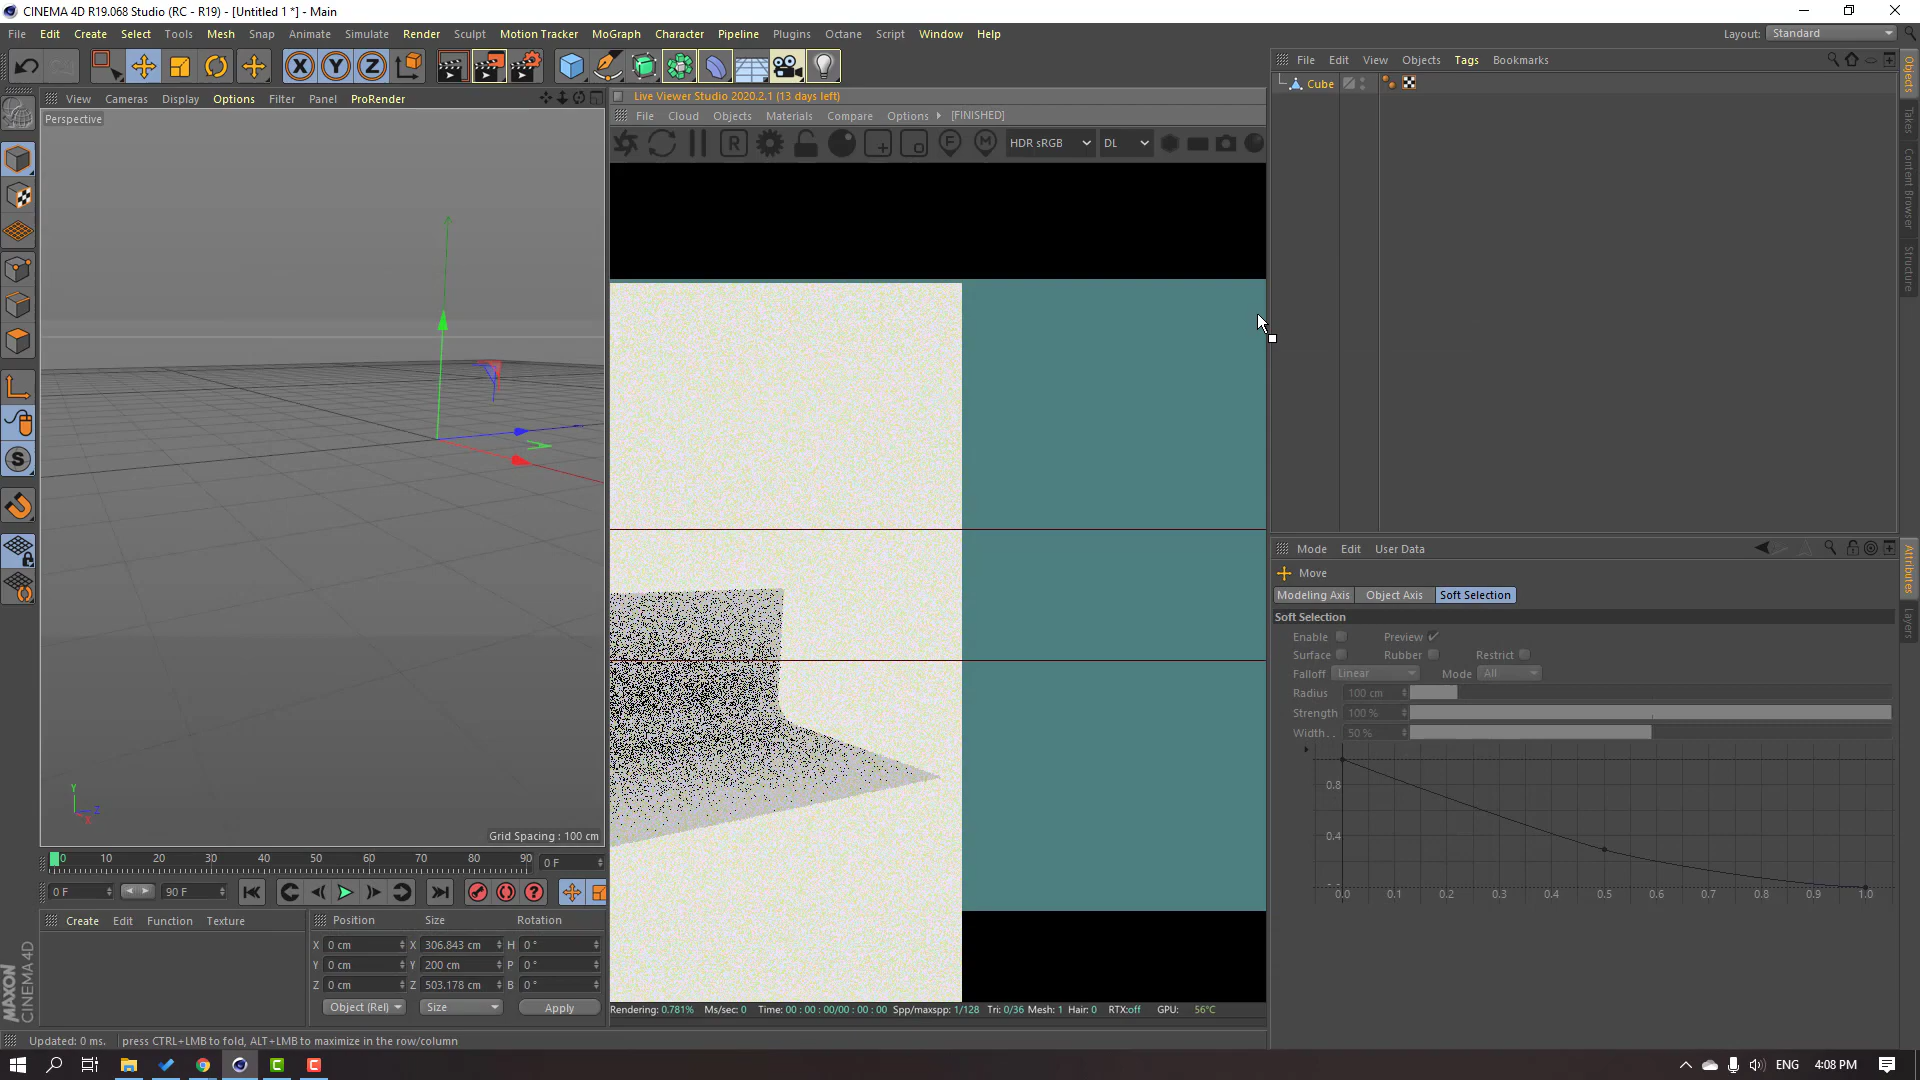 CINEMA 4D R19.068 Studio (RC - R19) - [Untitled 1 *] - Main
File Edit Create Select Tools Mesh Snap Animate Simulate Render Sculpt Motion Tracker MoGraph Character Pipeline Plugins Octane Script Window Help
Layout: Standard
X Y Z
View Cameras Display Options Filter Panel ProRender
Perspective
Grid Spacing : 100 cm
Y
Z
X
Live Viewer Studio 2020.2.1 (13 days left)
File Cloud Objects Materials Compare Options [FINISHED]
R F M HDR sRGB DL
Rendering: 0.781% Ms/sec: 0 Time: 00 : 00 : 00/00 : 00 : 00 Spp/maxspp: 1/128 Tri: 0/36 Mesh: 1 Hair: 0 RTX:off GPU: 56°C
File Edit View Objects Tags Bookmarks
Cube
Objects
Takes
Content Browser
Structure
Mode Edit User Data
Move
Modeling Axis Object Axis Soft Selection
Soft Selection
Enable Preview
Surface Rubber Restrict
Falloff Linear Mode All
Radius 100 cm
Strength 100 %
Width. . 50 %
0.8
0.4
0.0 0.1 0.2 0.3 0.4 0.5 0.6 0.7 0.8 0.9 1.0
Attributes
Layers
S
0 10 20 30 40 50 60 70 80 90 0 F
0 F 90 F
Create Edit Function Texture
Position Size Rotation
X 0 cm X 306.843 cm H 0 °
Y 0 cm Y 200 cm P 0 °
Z 0 cm Z 503.178 cm B 0 °
Object (Rel) Size Apply
MAXON
CINEMA 4D
Updated: 0 ms. press CTRL+LMB to fold, ALT+LMB to maximize in the row/column
ENG 4:08 PM